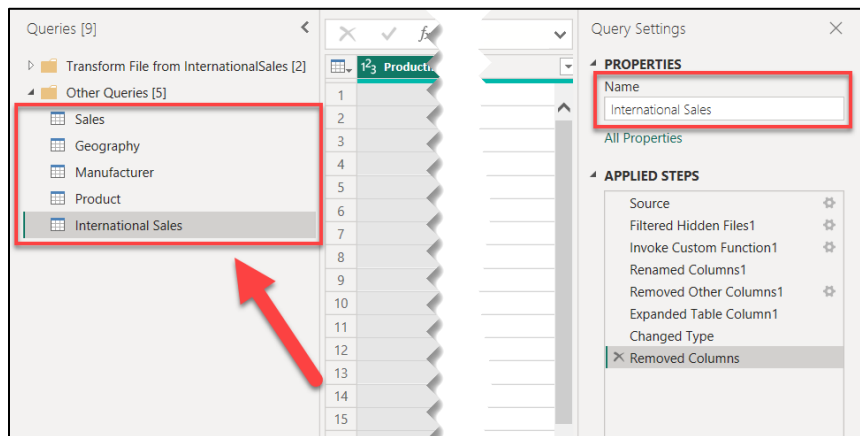 Queries [9]
Transform File from InternationalSales [2]
Other Queries [5]
Sales
Geography
Manufacturer
Product
International Sales
fx
1²3 Product
1
2
3
4
5
6
7
8
9
10
11
12
13
14
15
Query Settings
PROPERTIES
Name
International Sales
All Properties
APPLIED STEPS
Source
Filtered Hidden Files1
Invoke Custom Function1
Renamed Columns1
Removed Other Columns1
Expanded Table Column1
Changed Type
Removed Columns